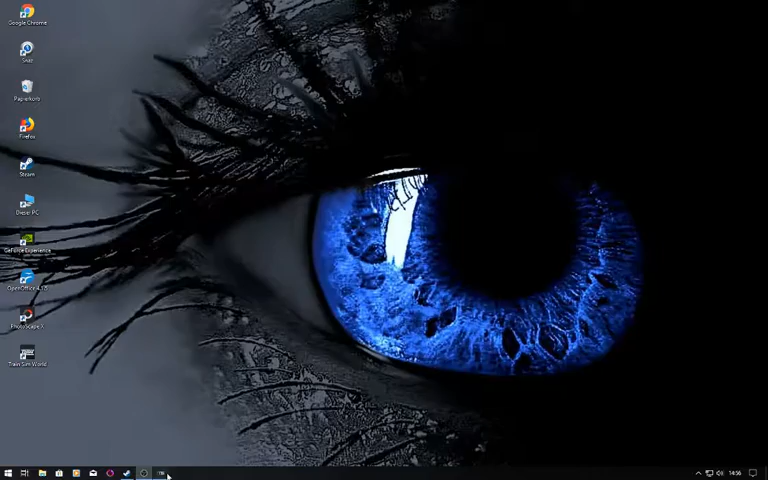 Google Chrome
Snap
Papierkorb
Firefox
Steam
Dieser PC
GeForce Experience
OpenOffice 4.1.5
PhotoScape X
Train Sim World
14:56